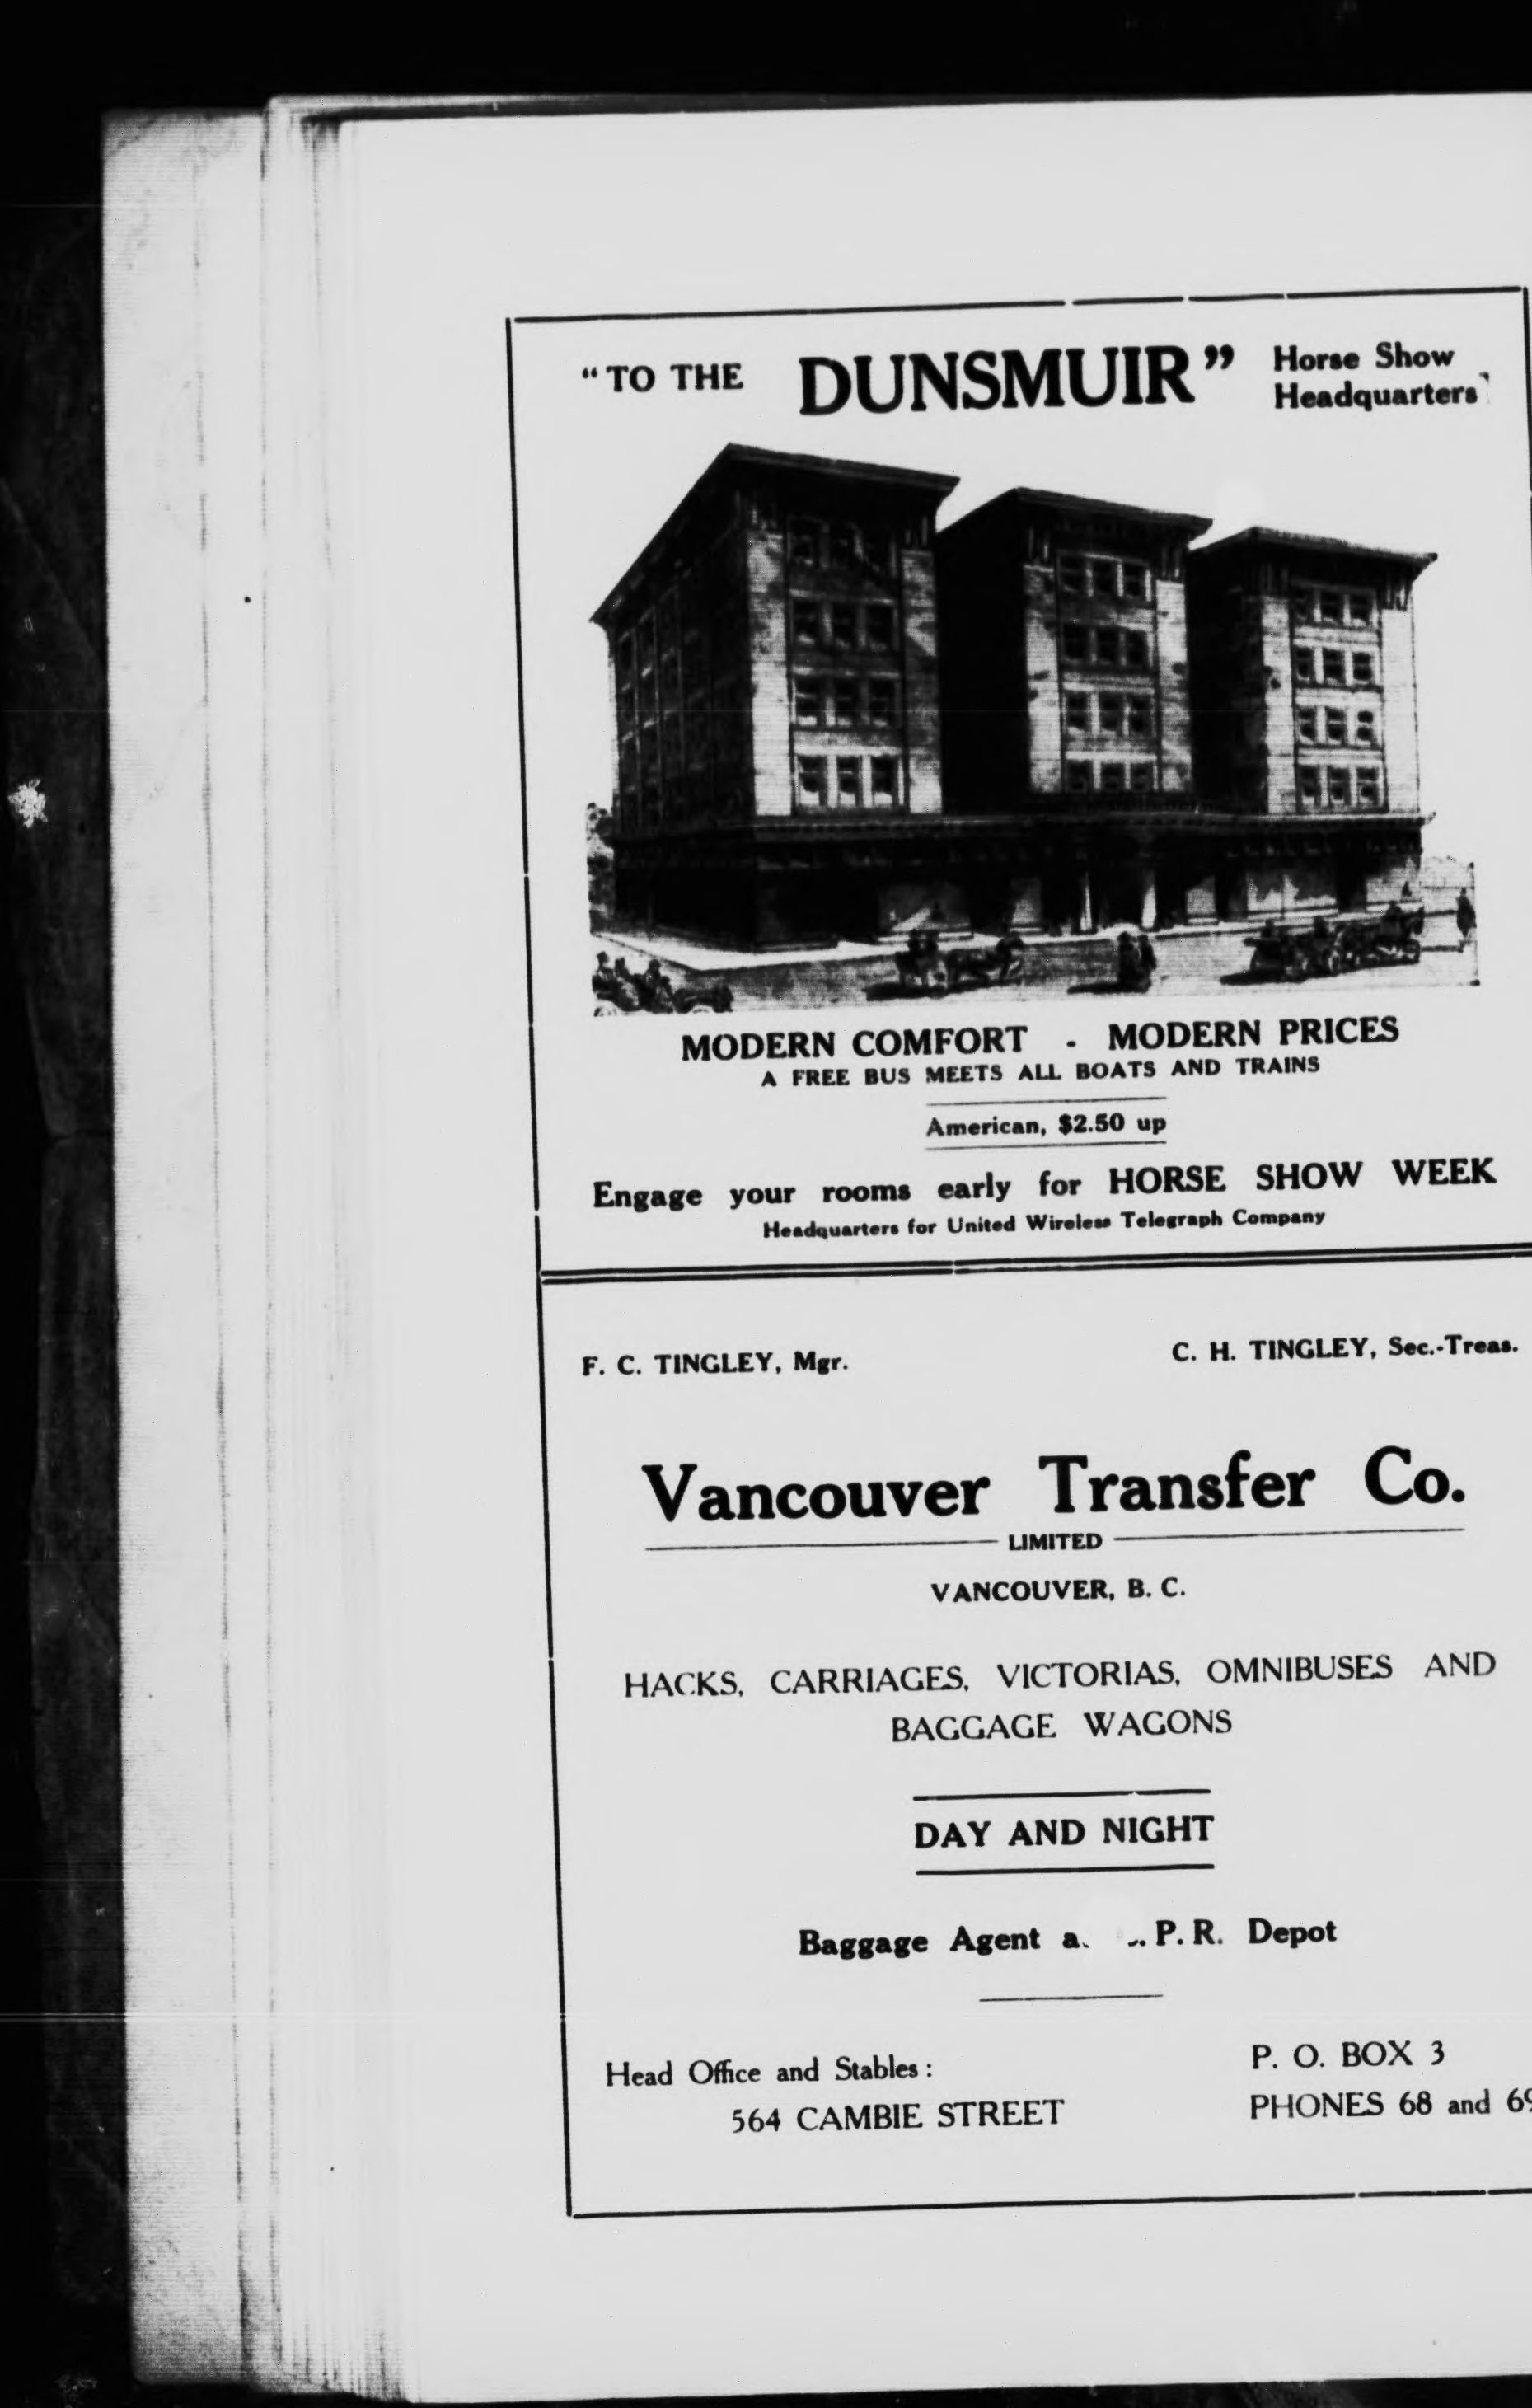 "TO THE DUNSMUIR" Horse Show
Headquarters
MODERN COMFORT - MODERN PRICES
A FREE BUS MEETS ALL BOATS AND TRAINS
American, $2.50 up
Engage your rooms early for HORSE SHOW WEEK
Headquarters for United Wireless Telegraph Company
F. C. TINGLEY, Mgr. C. H. TINGLEY, Sec.-Treas.
Vancouver Transfer Co.
LIMITED
VANCOUVER, B. C.
HACKS, CARRIAGES, VICTORIAS, OMNIBUSES AND
BAGGAGE WAGONS
DAY AND NIGHT
Baggage Agent P. R. Depot
Head Office and Stables:
564 CAMBIE STREET
P. O. BOX 3
PHONES 68 and